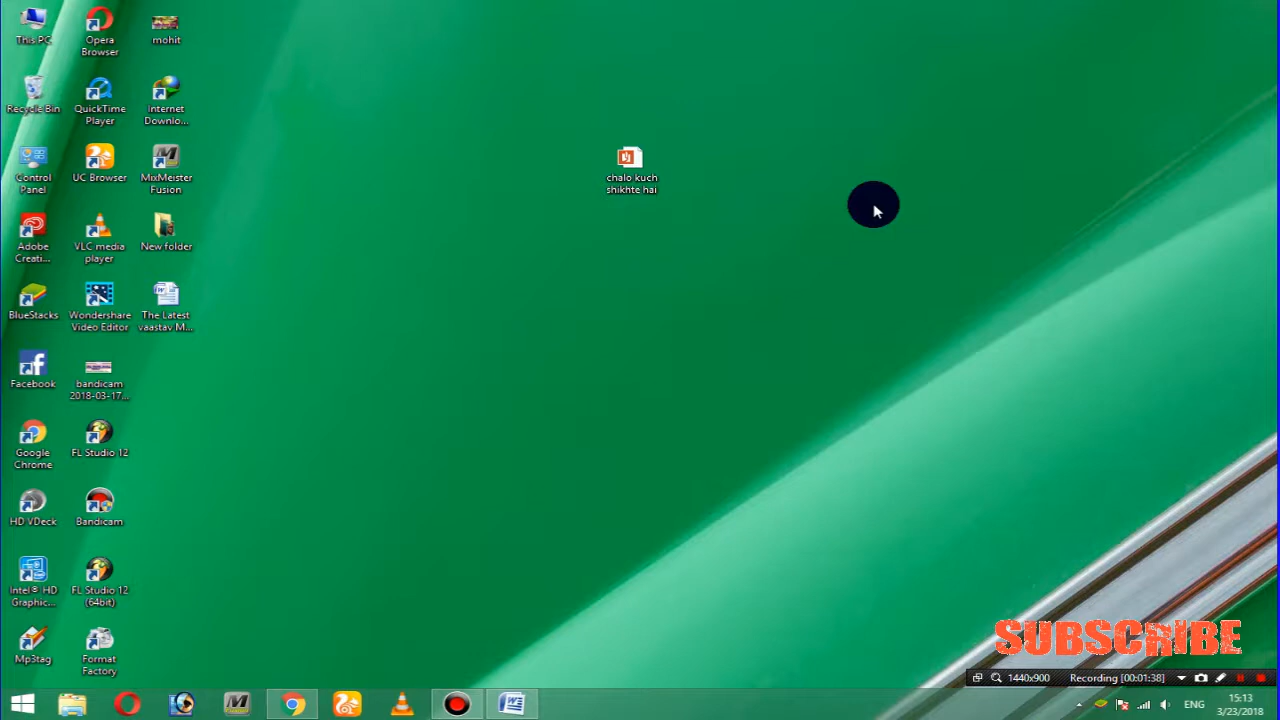 This PC
Opera
Browser
mohit
Recycle Bin
QuickTime
Player
Internet
Downlo...
Control
Panel
UC Browser
MixMeister
Fusion
Adobe
Creati...
VLC media
player
New folder
BlueStacks
Wondershare
Video Editor
The Latest
vaastav M...
Facebook
bandicam
2018-03-17...
Google
Chrome
FL Studio 12
HD VDeck
Bandicam
Intel® HD
Graphic...
FL Studio 12
(64bit)
Mp3tag
Format
Factory
chalo kuch
shikhte hai
SUBSCRIBE
1440x900 Recording [00:01:38]
ENG
15:13
3/23/2018